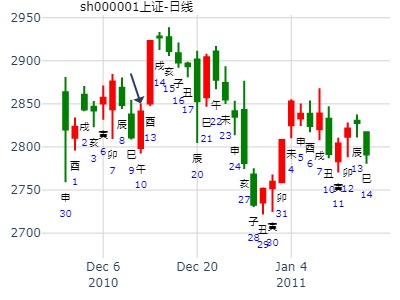 sh000001上证-日线
2950
2900
2850
2800
2750
2700
申
30
酉
1
戌
2
亥
3
寅
6
卯
7
辰
8
巳
9
午
10
酉
13
戌
14
亥
15
子
16
丑
17
辰
20
巳
21
午
22
未
23
申
24
亥
27
子
28
丑
29
寅
30
卯
31
未
4
申
5
酉
6
戌
7
丑
10
寅
11
卯
12
辰
13
巳
14
Dec 6
2010
Dec 20
Jan 4
2011